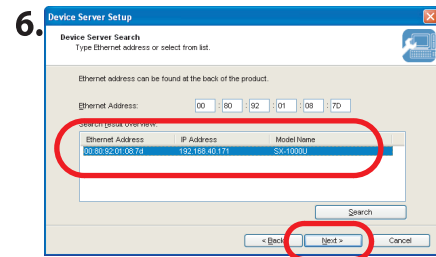 6.
Device Server Setup
Device Server Search
Type Ethernet address or select from list.
Ethernet address can be found at the back of the product.
Ethernet Address: 00 : 80 : 92 : 01 : 08 : 7D
Search result overview:
Ethernet Address IP Address Model Name
00:80:92:01:08:7d 192.168.40.171 SX-1000U
Search
< Back Next > Cancel